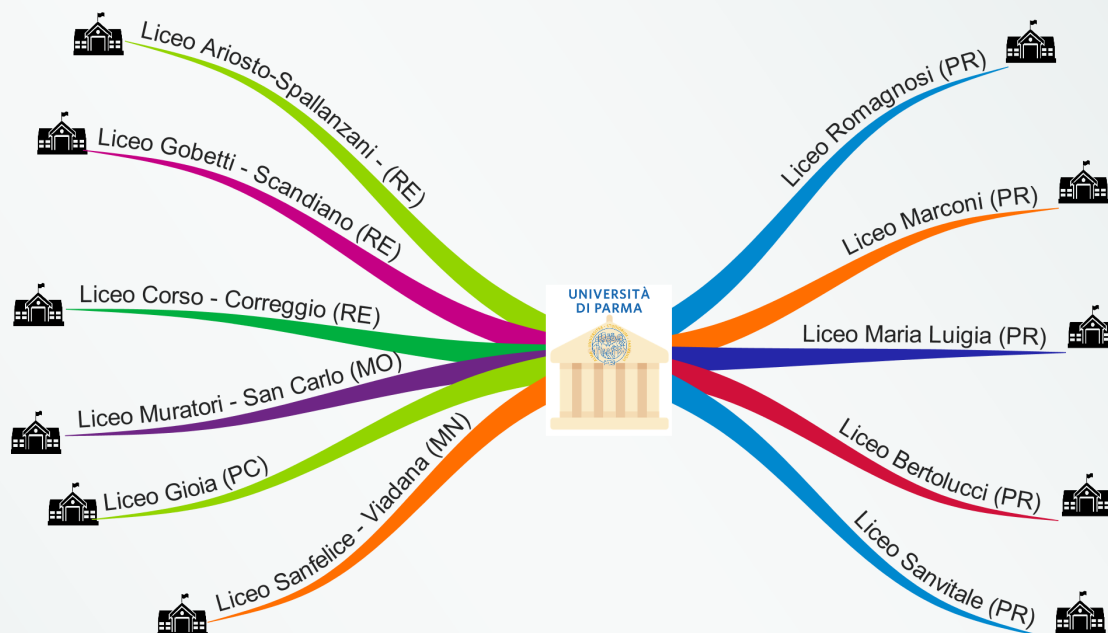 Liceo Ariosto-Spallanzani - (RE)
Liceo Gobetti - Scandiano (RE)
Liceo Corso - Correggio (RE)
Liceo Muratori - San Carlo (MO)
Liceo Gioia (PC)
Liceo Sanfelice - Viadana (MN)
UNIVERSITÀ
DI PARMA
Liceo Romagnosi (PR)
Liceo Marconi (PR)
Liceo Maria Luigia (PR)
Liceo Bertolucci (PR)
Liceo Sanvitale (PR)